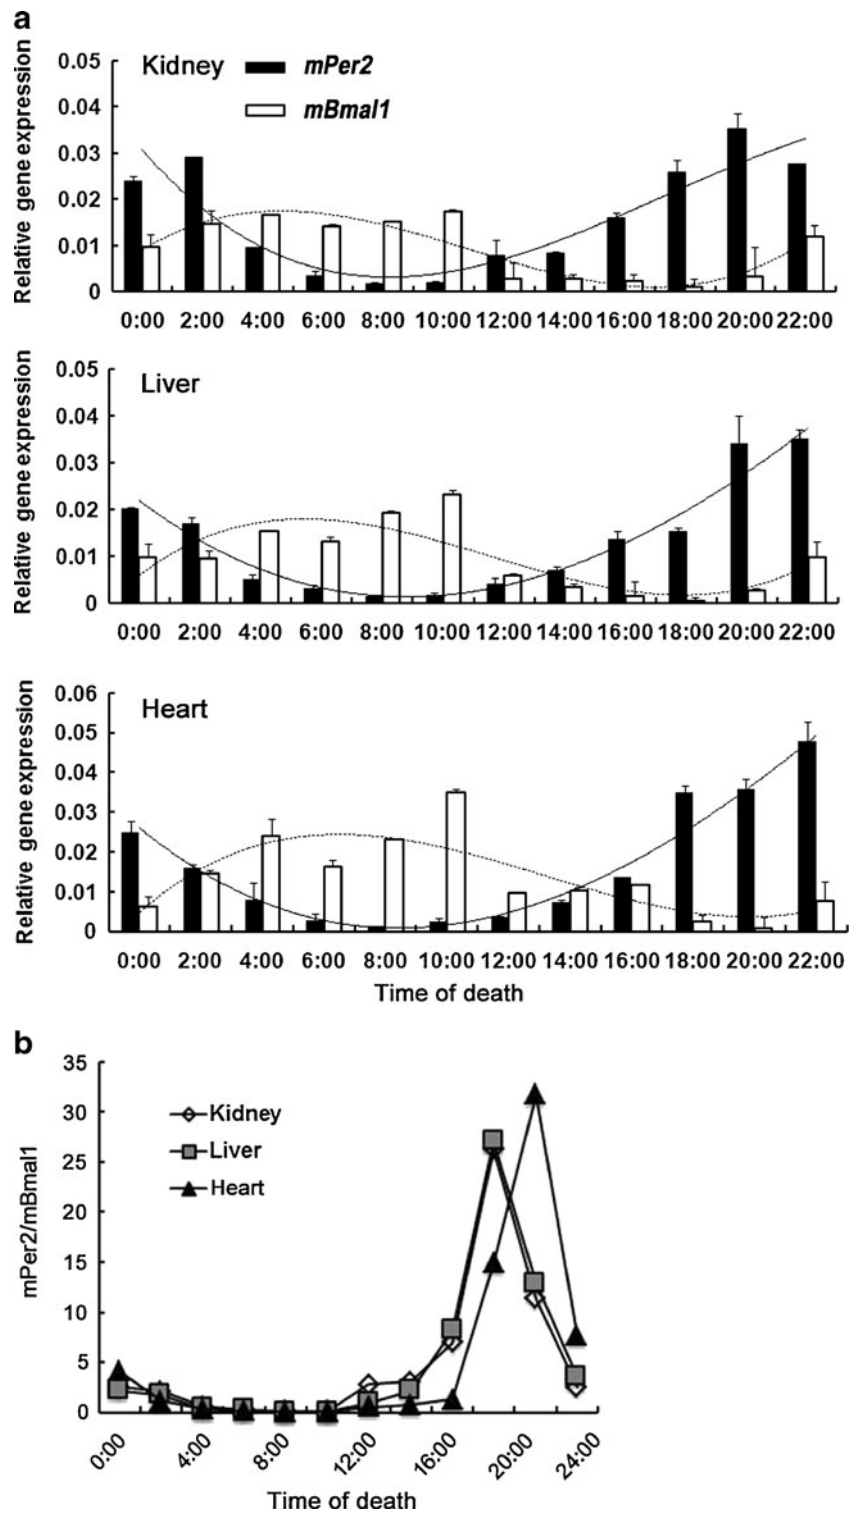 a
Relative gene expression
0.05
0.04
0.03
0.02
0.01
0
Kidney
mPer2
mBmal1
0:00 2:00 4:00 6:00 8:00 10:00 12:00 14:00 16:00 18:00 20:00 22:00
Relative gene expression
0.05
0.04
0.03
0.02
0.01
0
Liver
0:00 2:00 4:00 6:00 8:00 10:00 12:00 14:00 16:00 18:00 20:00 22:00
Relative gene expression
0.06
0.05
0.04
0.03
0.02
0.01
0
Heart
0:00 2:00 4:00 6:00 8:00 10:00 12:00 14:00 16:00 18:00 20:00 22:00
Time of death
b
mPer2/mBmal1
35
30
25
20
15
10
5
0
Kidney
Liver
Heart
0:00 4:00 8:00 12:00 16:00 20:00 24:00
Time of death